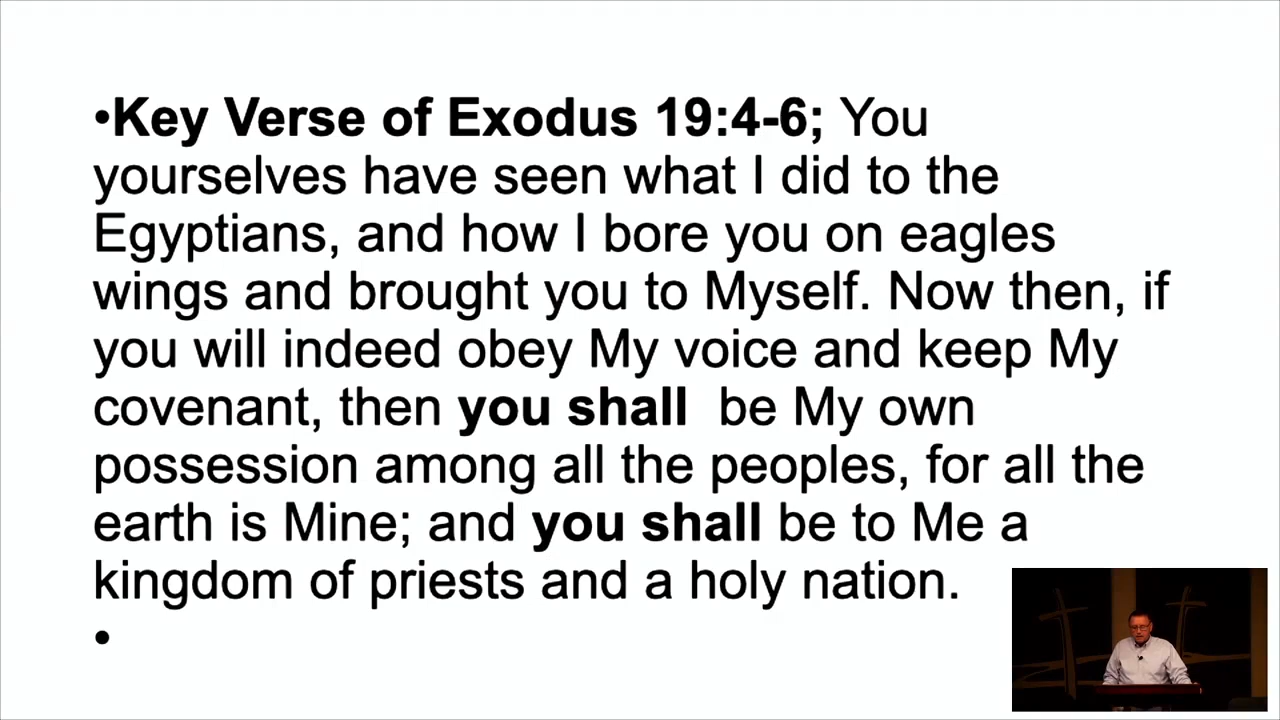 •Key Verse of Exodus 19:4-6; You
yourselves have seen what I did to the
Egyptians, and how I bore you on eagles
wings and brought you to Myself. Now then, if
you will indeed obey My voice and keep My
covenant, then you shall  be My own
possession among all the peoples, for all the
earth is Mine; and you shall be to Me a
kingdom of priests and a holy nation.
•